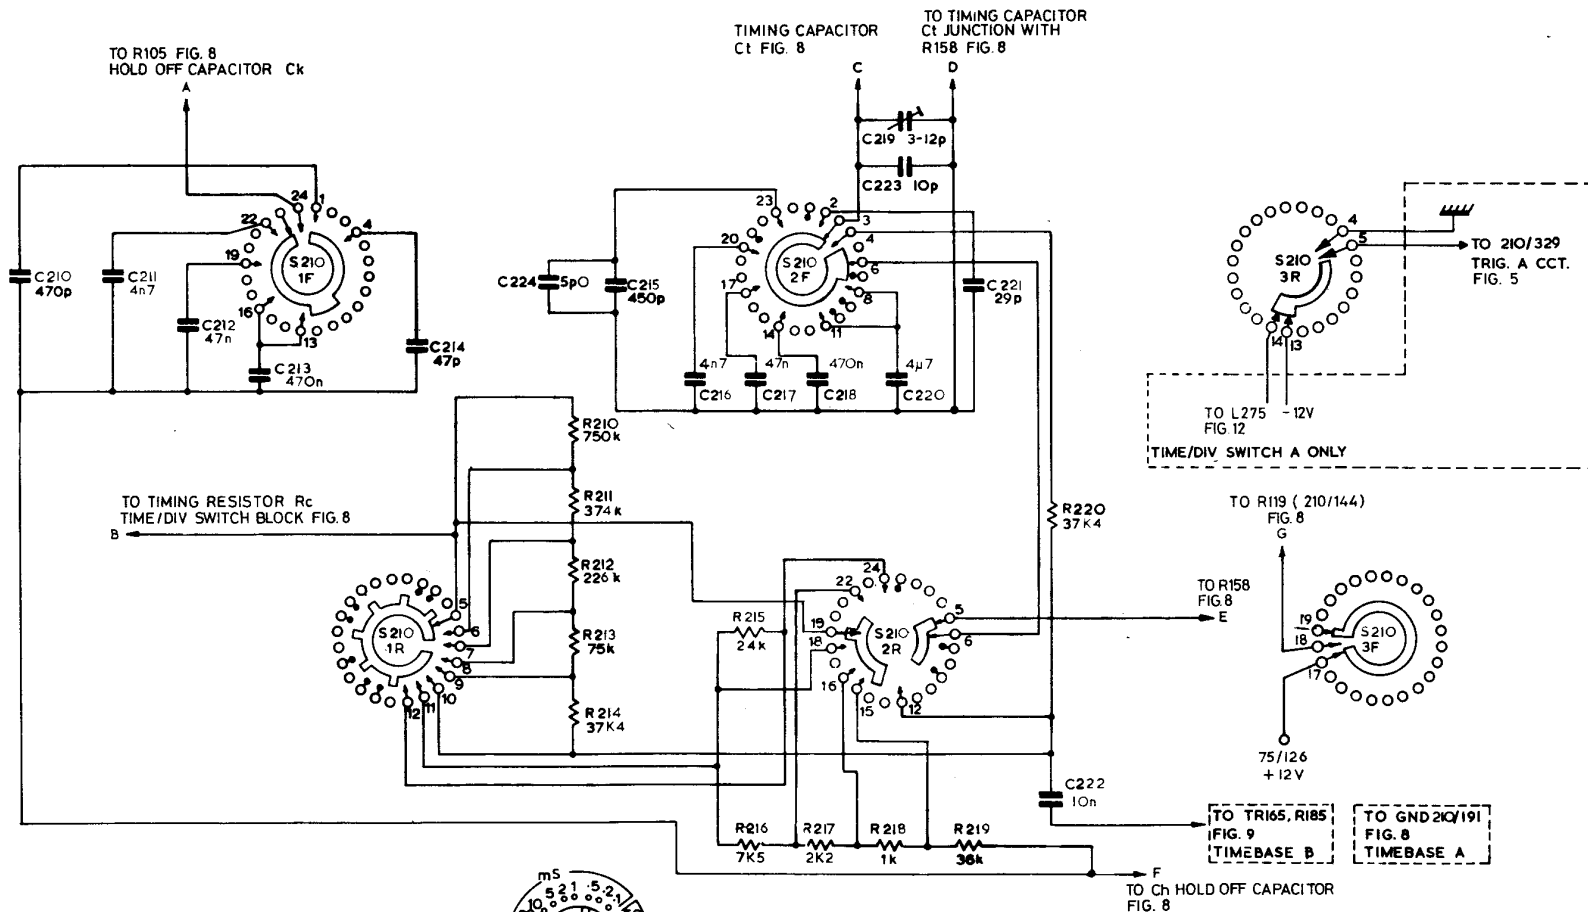 TO R105 FIG. 8
HOLD OFF CAPACITOR Ck
A
TIMING CAPACITOR
Ct FIG. 8
C
TO TIMING CAPACITOR
Ct JUNCTION WITH
R158 FIG. 8
D
C219 3-12p
C223 10p
24
1
22
4
19
S210
1F
16
13
C210
470p
C211
4n7
C212
47n
C213
470n
C214
47p
23
2
3
20
4
S210
2F
6
17
8
14
11
C224
5p0
C215
450p
C221
29p
4n7
47n
470n
4µ7
C216
C217
C218
C220
4
5
S210
3R
14
13
TO 210/329
TRIG. A CCT.
FIG. 5
TO L275
FIG. 12
-12V
TIME/DIV SWITCH A ONLY
R210
750k
R211
374k
R212
226k
R213
75k
R214
37K4
TO TIMING RESISTOR Rc
TIME/DIV SWITCH BLOCK FIG. 8
B
5
6
S210
1R
7
8
9
10
11
12
R220
37K4
24
22
5
19
S210
2R
6
18
16
15
12
R215
24k
TO R158
FIG. 8
E
TO R119 (210/144)
FIG. 8
G
19
18
S210
3F
17
75/126
+12V
C222
10n
R216
7K5
R217
2K2
R218
1k
R219
36k
TO TR165, R185
FIG. 9
TIMEBASE B
TO GND 210/191
FIG. 8
TIMEBASE A
F
TO Ch HOLD OFF CAPACITOR
FIG. 8
mS
10 5 2 1 .5 .2 .1